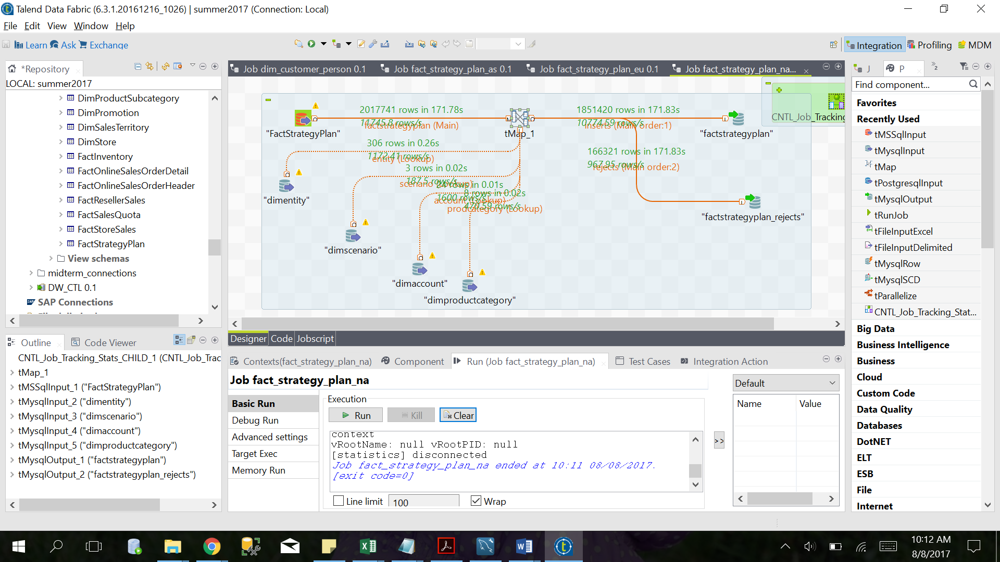 Talend Data Fabric (6.3.1.20161216_1026) | summer2017 (Connection: Local)
File Edit View Window Help
Learn Ask Exchange
Integration Profiling MDM
*Repository
LOCAL: summer2017
DimProductSubcategory
DimPromotion
DimSalesTerritory
DimStore
FactInventory
FactOnlineSalesOrderDetail
FactOnlineSalesOrderHeader
FactResellerSales
FactSalesQuota
FactStoreSales
FactStrategyPlan
View schemas
midterm_connections
DW_CTL 0.1
SAP Connections
Outline
Code Viewer
CNTL_Job_Tracking_Stats_CHILD_1 (CNTL_Job_Trac
tMap_1
tMSSqlInput_1 ("FactStrategyPlan")
tMysqlInput_2 ("dimentity")
tMysqlInput_3 ("dimscenario")
tMysqlInput_4 ("dimaccount")
tMysqlInput_5 ("dimproductcategory")
tMysqlOutput_1 ("factstrategyplan")
tMysqlOutput_2 ("factstrategyplan_rejects")
Job dim_customer_person 0.1
Job fact_strategy_plan_as 0.1
Job fact_strategy_plan_eu 0.1
Job fact_strategy_plan_na...
2017741 rows in 171.78s
11745.8 rows/s
factstrategyplan (Main)
"FactStrategyPlan"
tMap_1
1851420 rows in 171.83s
10774.59 rows/s
inserts (Main order:1)
"factstrategyplan"
CNTL_Job_Tracking
306 rows in 0.26s
1172.41 rows/s
entity (Lookup)
166321 rows in 171.83s
967.95 rows/s
rejects (Main order:2)
3 rows in 0.02s
187.5 rows/s
scenario (Lookup)
24 rows in 0.01s
1600 rows/s
account (Lookup)
8 rows in 0.02s
470.59 rows/s
prodcategory (Lookup)
"dimentity"
"factstrategyplan_rejects"
"dimscenario"
"dimaccount"
"dimproductcategory"
Designer Code Jobscript
Contexts(fact_strategy_plan_na)
Component
Run (Job fact_strategy_plan_na)
Test Cases
Integration Action
Job fact_strategy_plan_na
Basic Run
Debug Run
Advanced settings
Target Exec
Memory Run
Execution
Run
Kill
Clear
context
vRootName: null vRootPID: null
[statistics] disconnected
Job fact_strategy_plan_na ended at 10:11 08/08/2017.
[exit code=0]
Line limit
100
Wrap
>>
Default
Name Value
J
P
»2
Find component...
Favorites
Recently Used
tMSSqlInput
tMysqlInput
tMap
tPostgresqlInput
tMysqlOutput
tRunJob
tFileInputExcel
tFileInputDelimited
tMysqlRow
tMysqlSCD
tParallelize
CNTL_Job_Tracking_Stat...
Big Data
Business Intelligence
Business
Cloud
Custom Code
Data Quality
Databases
DotNET
ELT
ESB
File
Internet
10:12 AM
8/8/2017